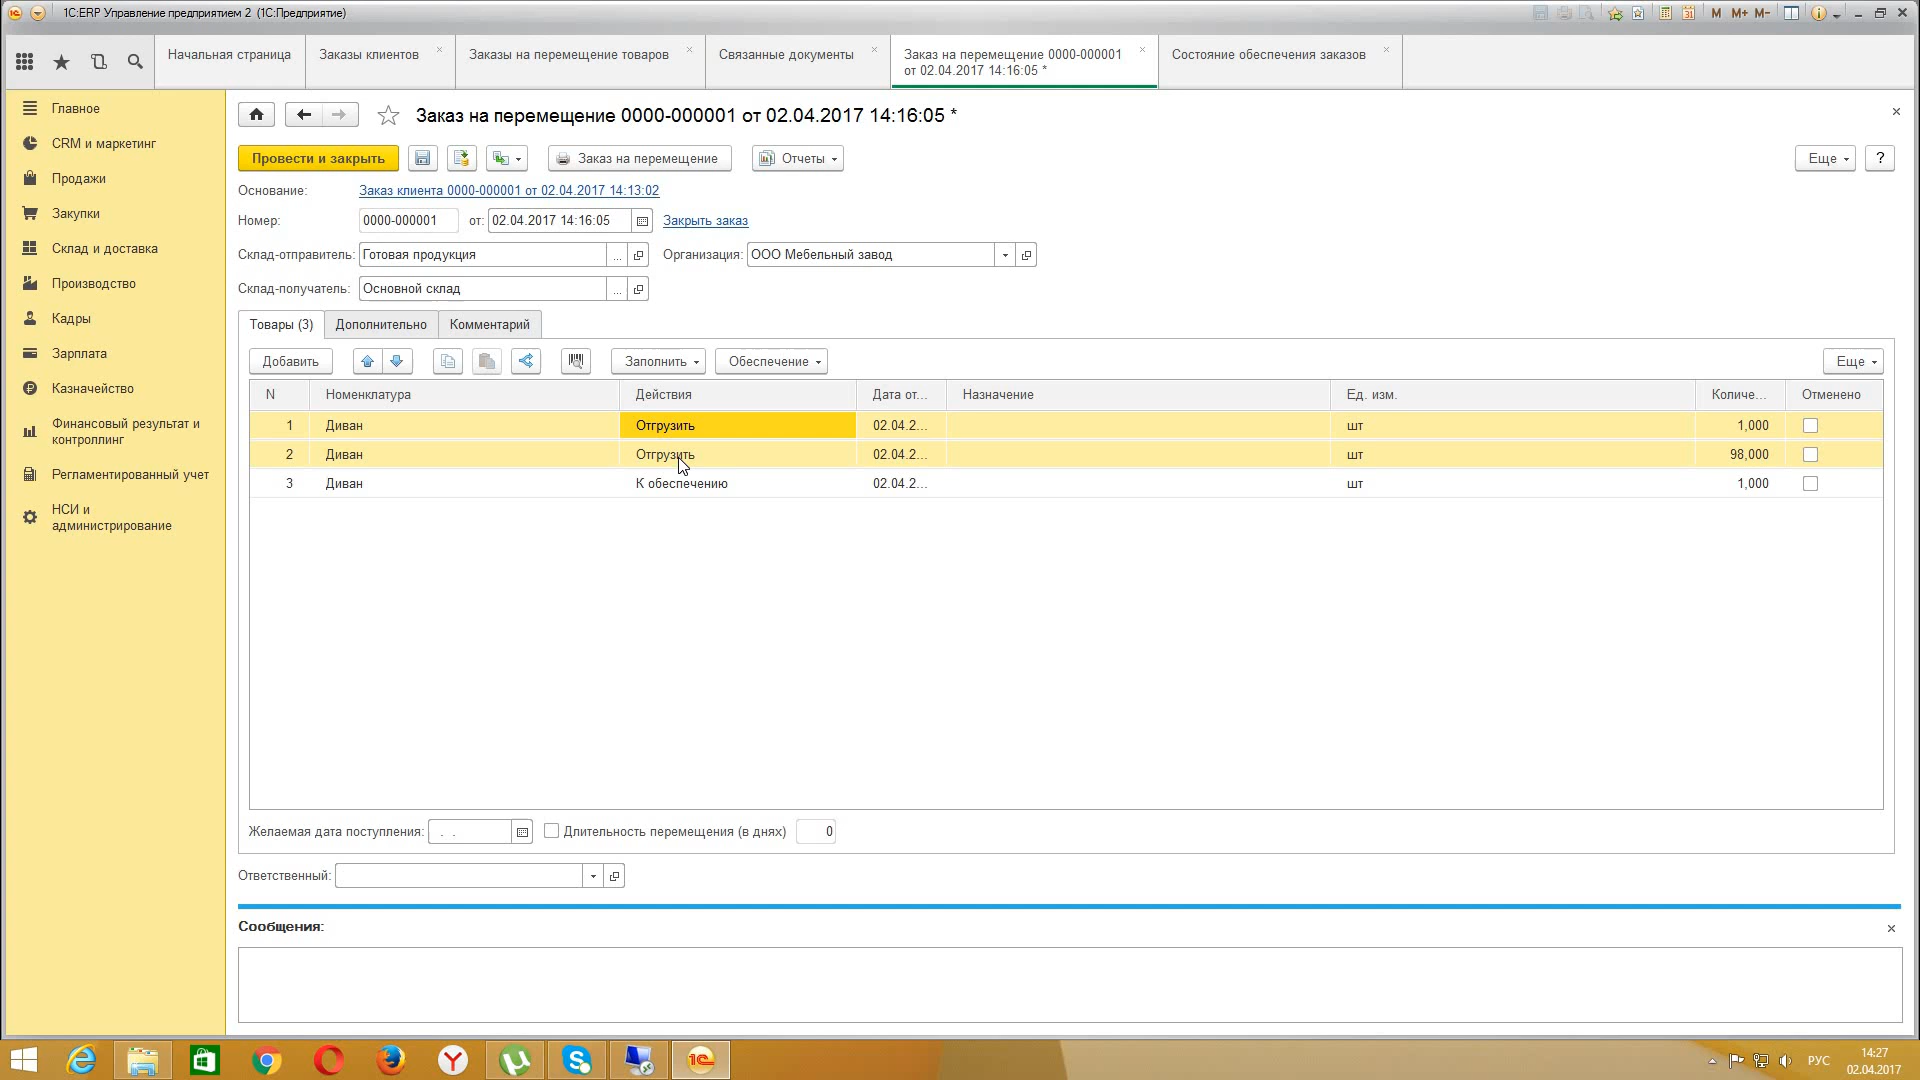 1С:ERP Управление предприятием 2 (1С:Предприятие)
M M+ M-
Начальная страница
Заказы клиентов
Заказы на перемещение товаров
Связанные документы
Заказ на перемещение 0000-000001
от 02.04.2017 14:16:05 *
Состояние обеспечения заказов
Главное
CRM и маркетинг
Продажи
Закупки
Склад и доставка
Производство
Кадры
Зарплата
Казначейство
Финансовый результат и
контроллинг
Регламентированный учет
НСИ и
администрирование
Заказ на перемещение 0000-000001 от 02.04.2017 14:16:05 *
Провести и закрыть
Заказ на перемещение
Отчеты
Еще
?
Основание: Заказ клиента 0000-000001 от 02.04.2017 14:13:02
Номер: 0000-000001 от: 02.04.2017 14:16:05 Закрыть заказ
Склад-отправитель: Готовая продукция ... Организация: ООО Мебельный завод
Склад-получатель: Основной склад ...
Товары (3) Дополнительно Комментарий
Добавить Заполнить Обеспечение Еще
N Номенклатура Действия Дата от... Назначение Ед. изм. Количе... Отменено
1 Диван Отгрузить 02.04.2... шт 1,000
2 Диван Отгрузить 02.04.2... шт 98,000
3 Диван К обеспечению 02.04.2... шт 1,000
Желаемая дата поступления: . . Длительность перемещения (в днях) 0
Ответственный:
Сообщения:
РУС
14:27
02.04.2017